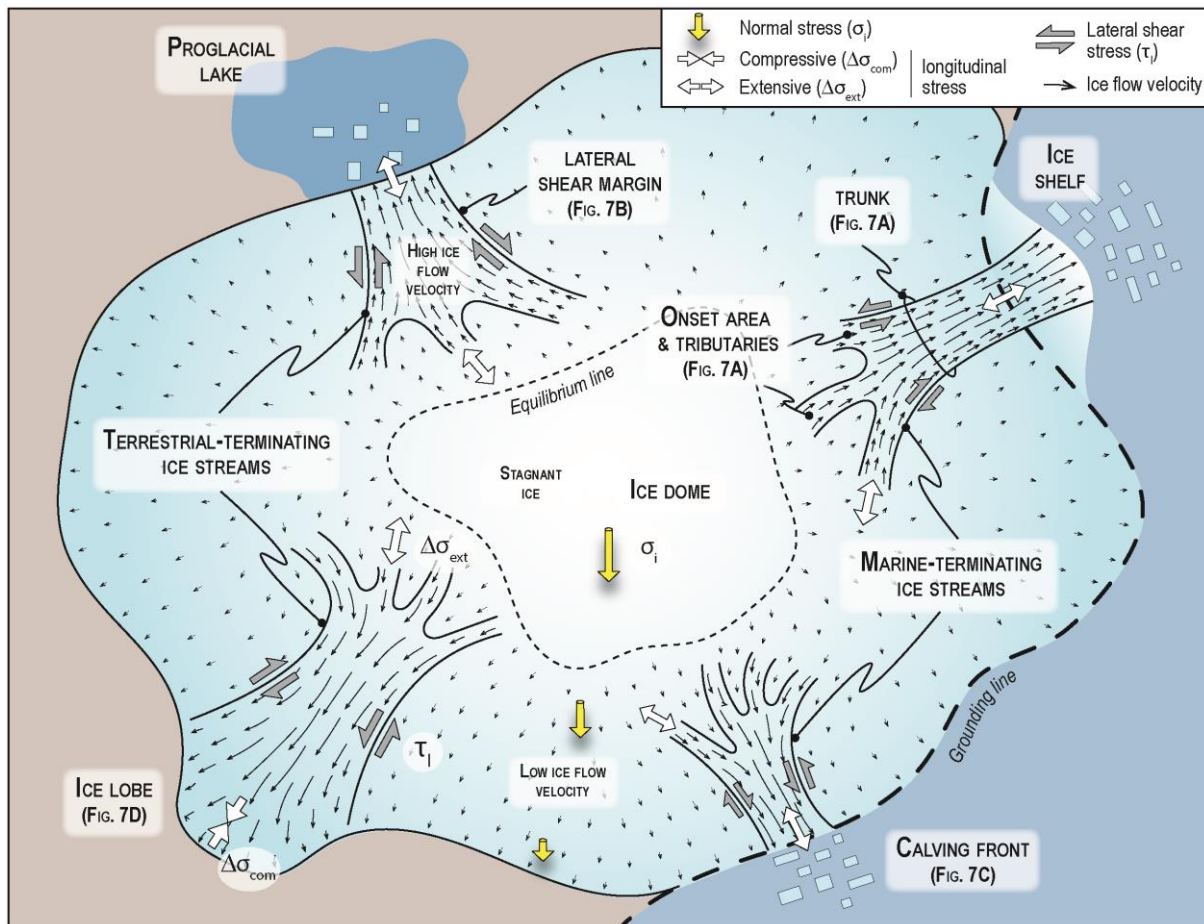 PROGLACIAL
LAKE
Normal stress (σi)
Compressive (Δσcom)
Extensive (Δσext)
longitudinal
stress
Lateral shear
stress (τl)
Ice flow velocity
LATERAL
SHEAR MARGIN
(FIG. 7B)
TRUNK
(FIG. 7A)
ICE
SHELF
HIGH ICE
FLOW
VELOCITY
ONSET AREA
& TRIBUTARIES
(FIG. 7A)
Equilibrium line
TERRESTRIAL-TERMINATING
ICE STREAMS
STAGNANT
ICE
ICE DOME
Δσext
σi
MARINE-TERMINATING
ICE STREAMS
Grounding line
τl
LOW ICE FLOW
VELOCITY
ICE LOBE
(FIG. 7D)
Δσcom
CALVING FRONT
(FIG. 7C)